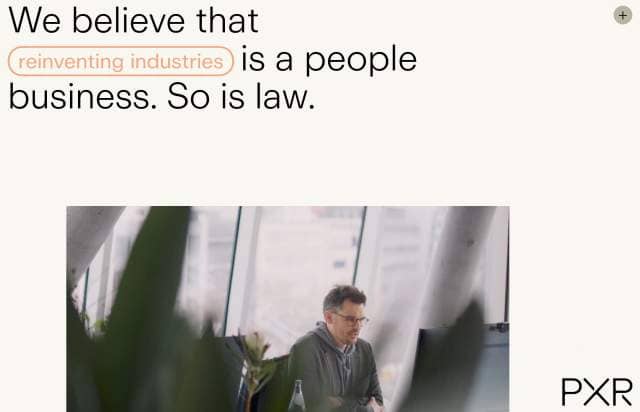 We believe that
reinventing industries is a people
business. So is law.
PXR